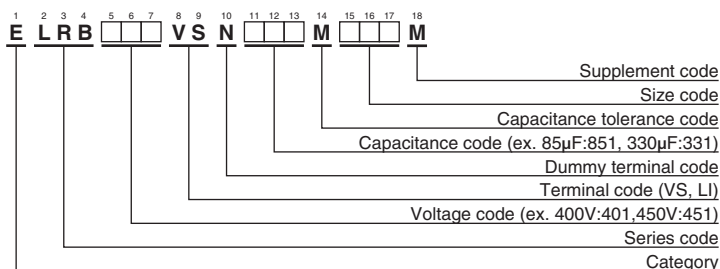 1 2 3 4 5 6 7 8 9 10 11 12 13 14 15 16 17 18
E L R B □□□ V S N □□□ M □□□ M
Supplement code
Size code
Capacitance tolerance code
Capacitance code (ex. 85µF:851, 330µF:331)
Dummy terminal code
Terminal code (VS, LI)
Voltage code (ex. 400V:401,450V:451)
Series code
Category